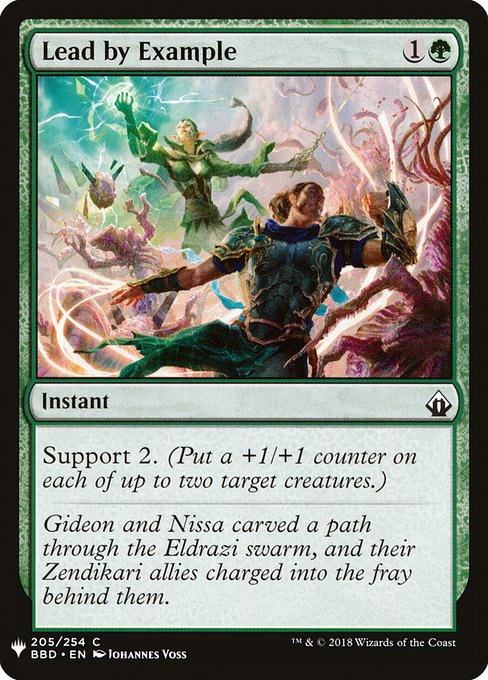 Lead by Example 1
Instant
Support 2. (Put a +1/+1 counter on
each of up to two target creatures.)
Gideon and Nissa carved a path
through the Eldrazi swarm, and their
Zendikari allies charged into the fray
behind them.
205/254 C
BBD • EN Johannes Voss
™ & © 2018 Wizards of the Coast